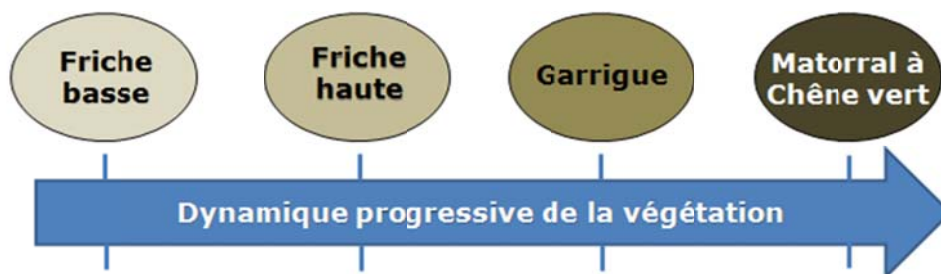 Friche
basse
Friche
haute
Garrigue
Matorral à
Chêne vert
Dynamique progressive de la végétation